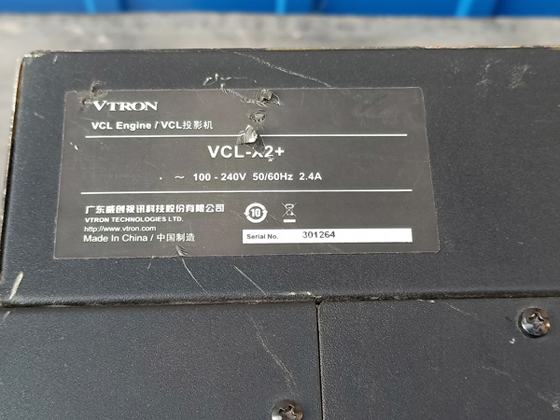 VTRON
VCL Engine / VCL投影机
VCL-X2+
~ 100 - 240V 50/60Hz 2.4A
广东威创视讯科技股份有限公司
VTRON TECHNOLOGIES LTD.
http://www.vtron.com
Made in China / 中国制造
10
Serial No. 301264